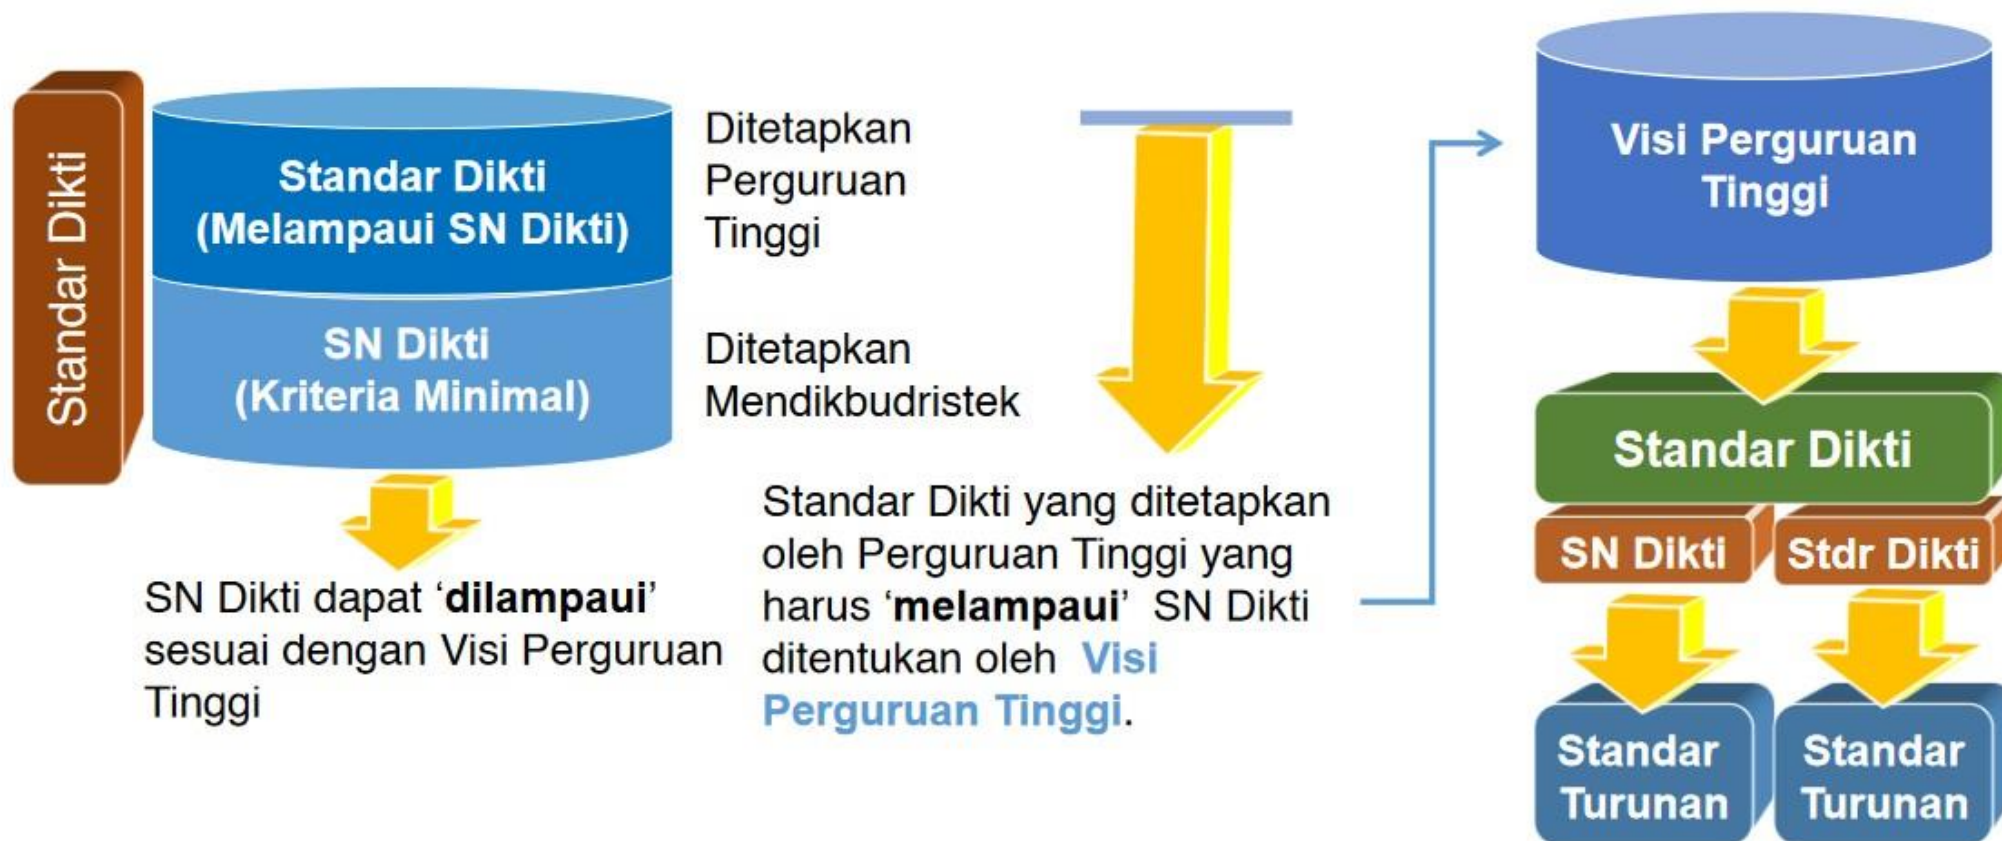 Standar Dikti
Standar Dikti
(Melampaui SN Dikti)
SN Dikti
(Kriteria Minimal)
Ditetapkan
Perguruan
Tinggi
Ditetapkan
Mendikbudristek
SN Dikti dapat ‘dilampaui’
sesuai dengan Visi Perguruan
Tinggi
Standar Dikti yang ditetapkan
oleh Perguruan Tinggi yang
harus ‘melampaui’ SN Dikti
ditentukan oleh Visi
Perguruan Tinggi.
Visi Perguruan
Tinggi
Standar Dikti
SN Dikti
Stdr Dikti
Standar
Turunan
Standar
Turunan